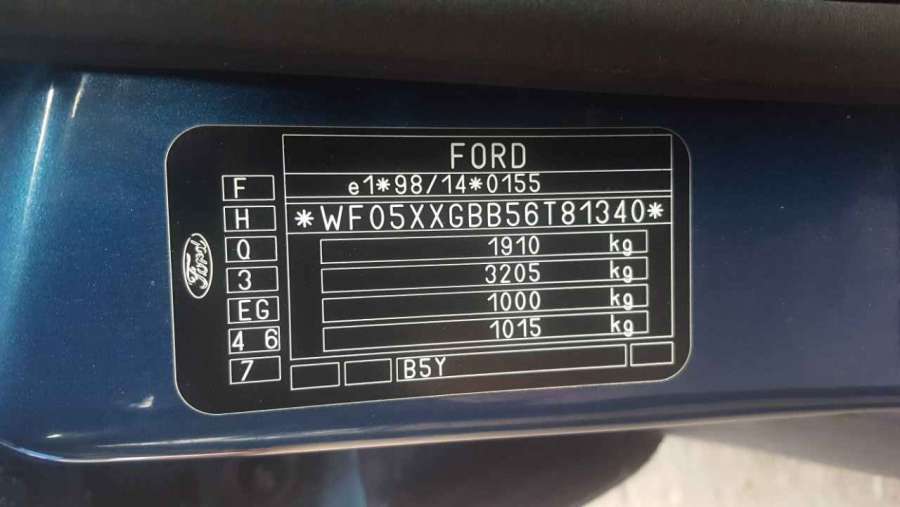 FORD
e1*98/14*0155
*WF05XXGBB56T81340*
1910 kg
3205 kg
1000 kg
1015 kg
B5Y
F
H
Q
3
EG
4 6
7
Ford